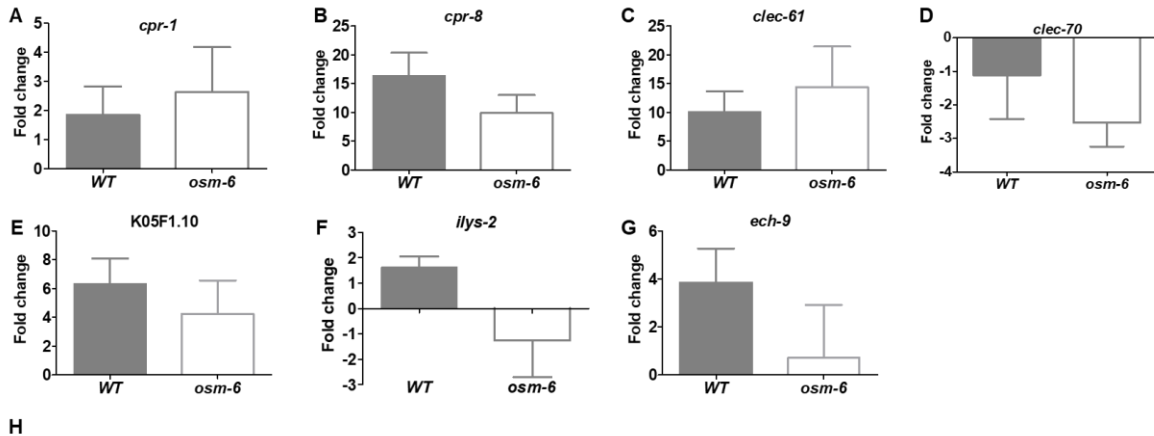 A
cpr-1
Fold change
5
4
3
2
1
0
WT
osm-6
B
cpr-8
Fold change
25
20
15
10
5
0
WT
osm-6
C
clec-61
Fold change
25
20
15
10
5
0
WT
osm-6
D
clec-70
Fold change
0
-1
-2
-3
-4
WT
osm-6
E
K05F1.10
Fold change
10
8
6
4
2
0
WT
osm-6
F
ilys-2
Fold change
3
2
1
0
-1
-2
-3
WT
osm-6
G
ech-9
Fold change
6
4
2
0
WT
osm-6
H